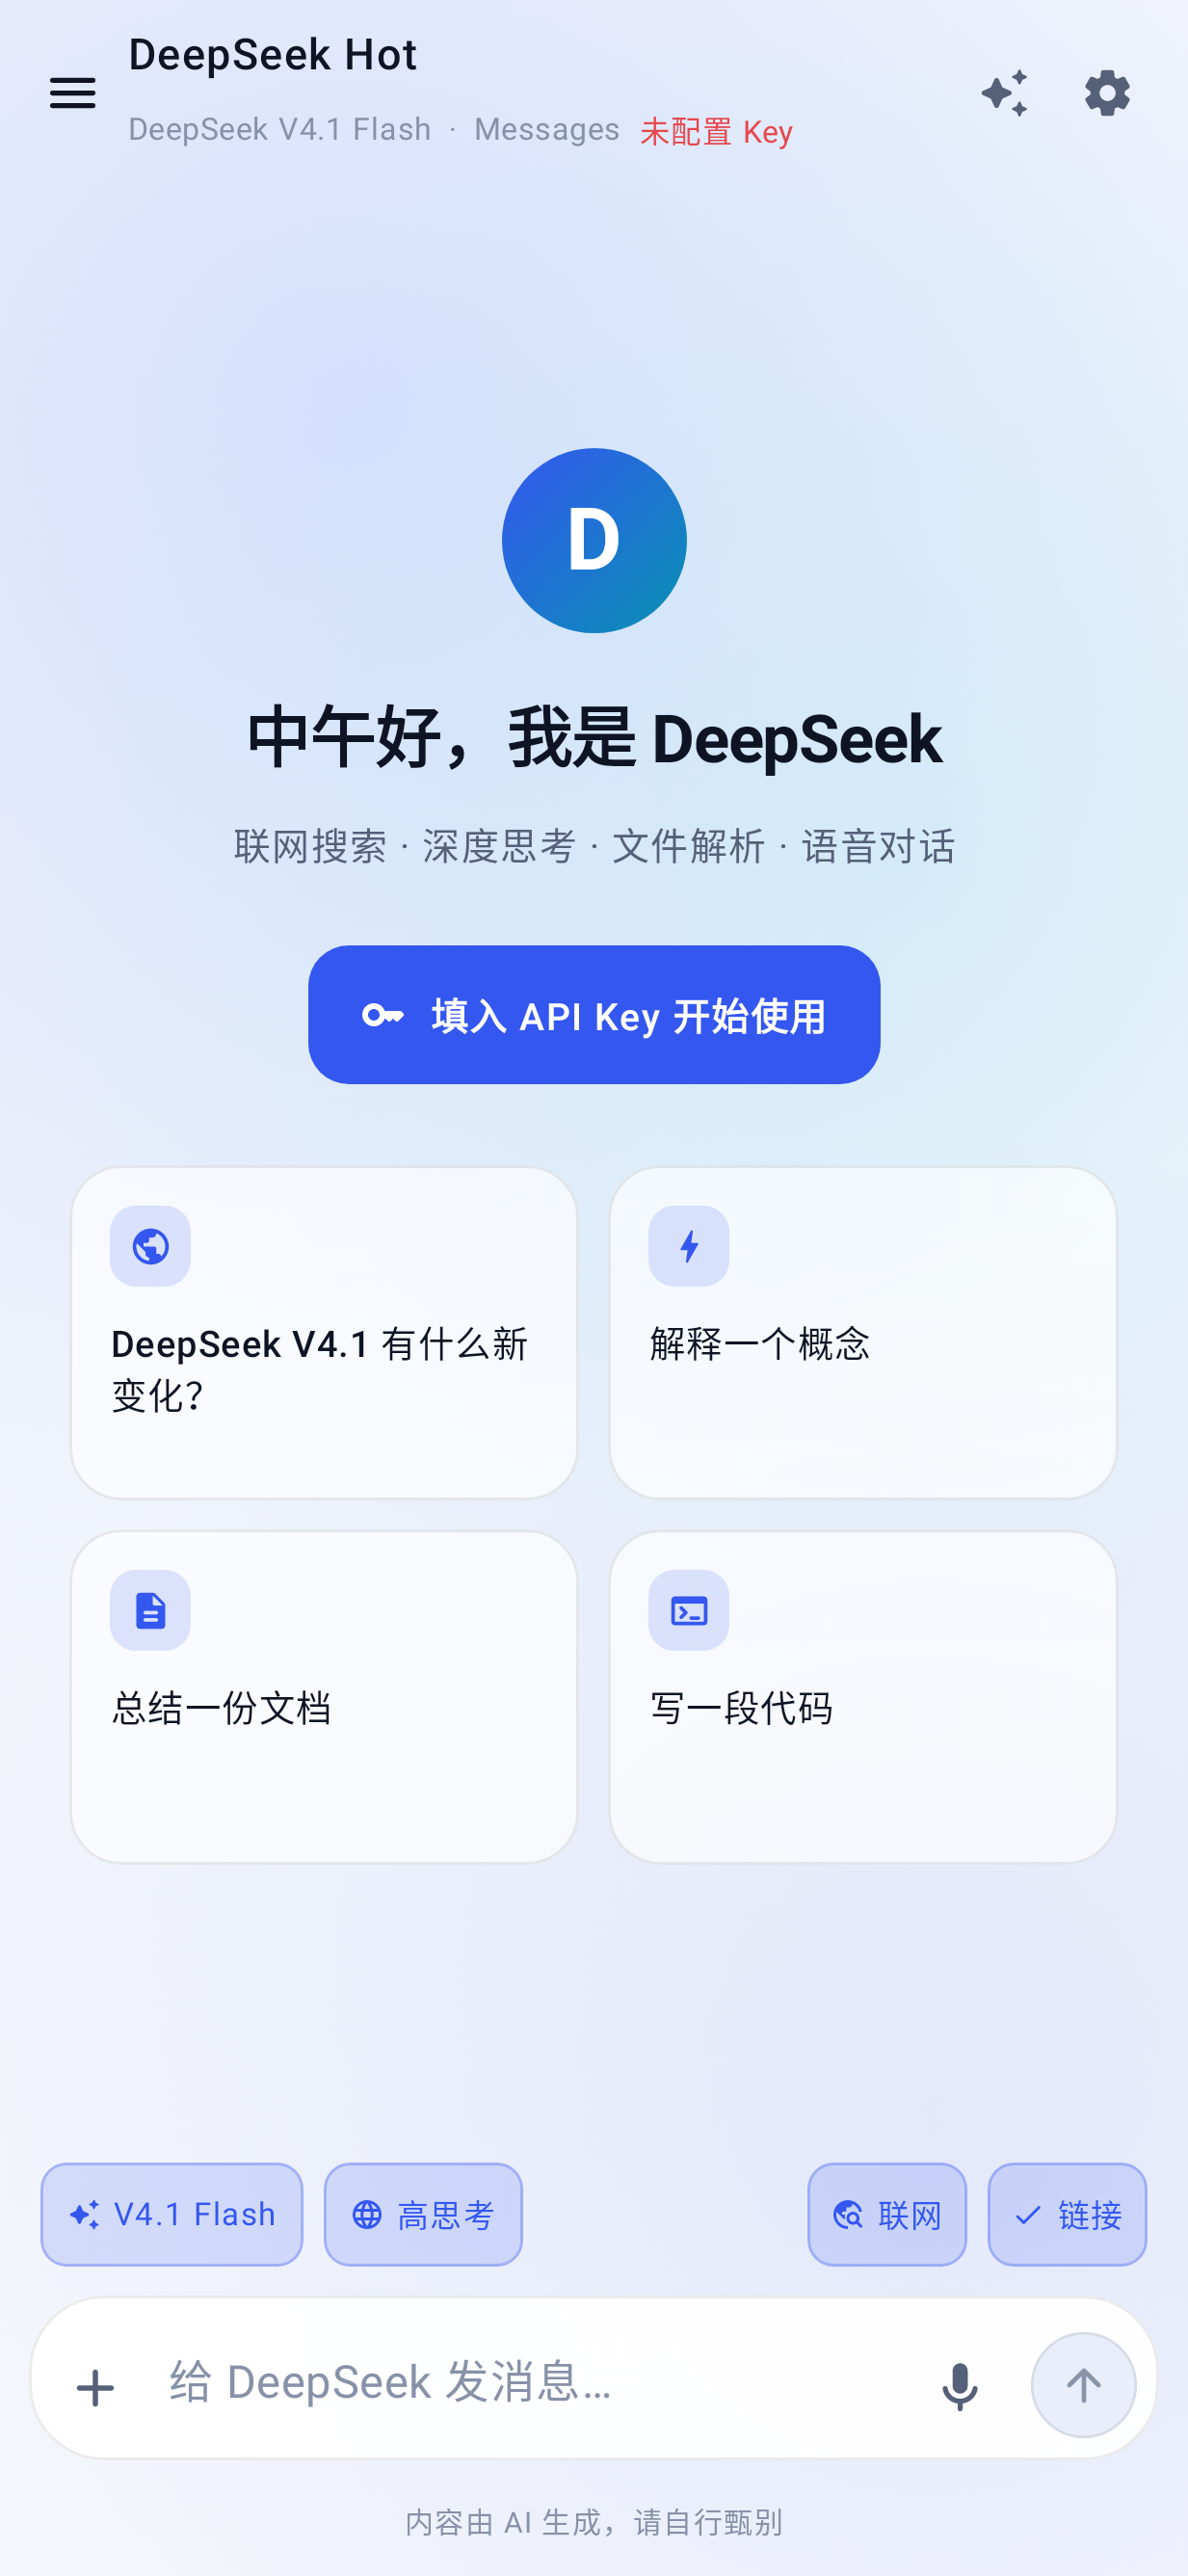 DeepSeek Hot
DeepSeek V4.1 Flash · Messages 未配置 Key
D
中午好，我是 DeepSeek
联网搜索 · 深度思考 · 文件解析 · 语音对话
填入 API Key 开始使用
DeepSeek V4.1 有什么新
变化？
解释一个概念
总结一份文档
写一段代码
V4.1 Flash 高思考 联网 链接
给 DeepSeek 发消息…
内容由 AI 生成，请自行甄别